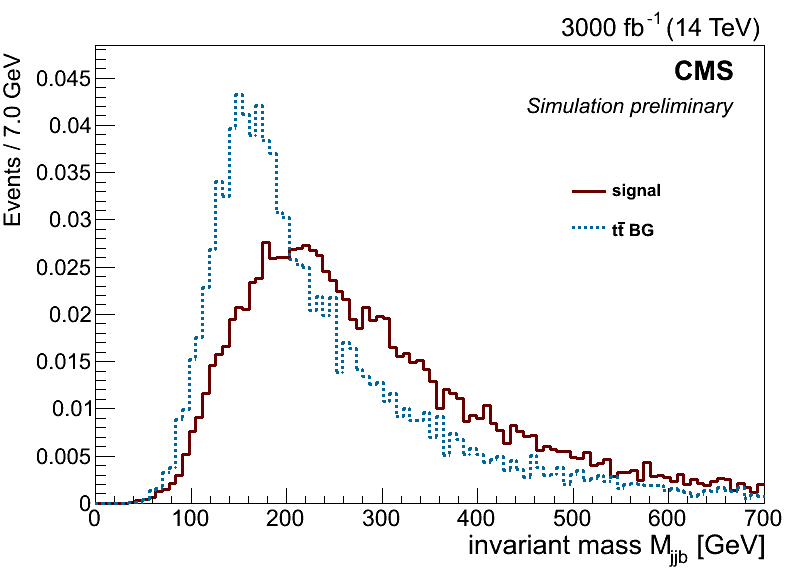 3000 fb⁻¹ (14 TeV)
CMS
Simulation preliminary
signal
tt̄ BG
Events / 7.0 GeV
0.045
0.04
0.035
0.03
0.025
0.02
0.015
0.01
0.005
0
0 100 200 300 400 500 600 700
invariant mass M_jjb [GeV]